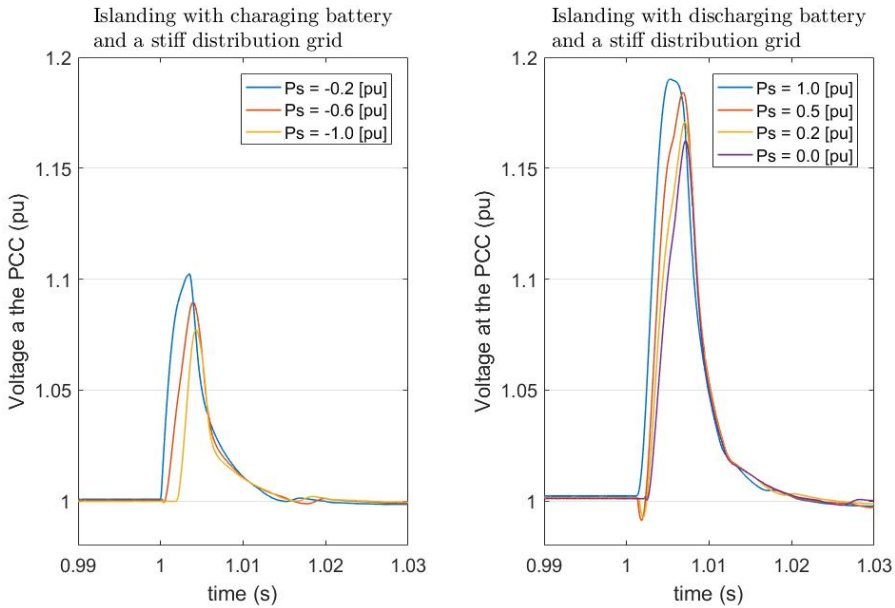 Islanding with charaging battery
and a stiff distribution grid
1.2
1.15
1.1
1.05
1
Voltage a the PCC (pu)
Ps = -0.2 [pu]
Ps = -0.6 [pu]
Ps = -1.0 [pu]
0.99
1
1.01
1.02
1.03
time (s)
Islanding with discharging battery
and a stiff distribution grid
1.2
1.15
1.1
1.05
1
Voltage at the PCC (pu)
Ps = 1.0 [pu]
Ps = 0.5 [pu]
Ps = 0.2 [pu]
Ps = 0.0 [pu]
0.99
1
1.01
1.02
1.03
time (s)